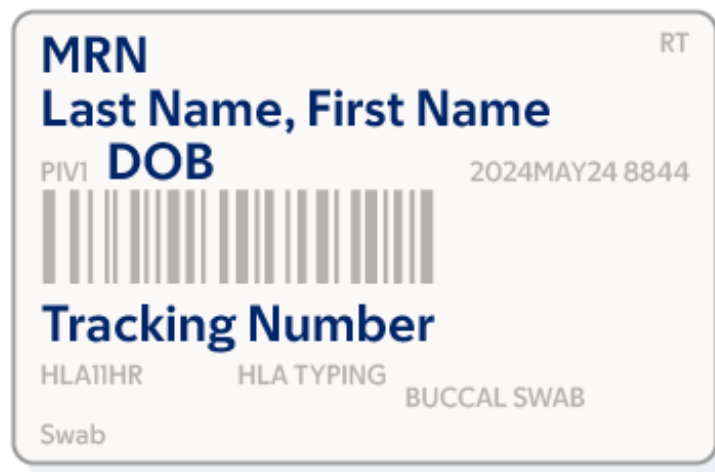 MRN RT
Last Name, First Name
PIV1 DOB 2024MAY24 8844
Tracking Number
HLA11HR HLA TYPING
BUCCAL SWAB
Swab